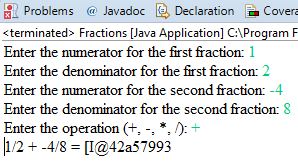 Problems @ Javadoc Declaration Covera
<terminated> Fractions [Java Application] C:\Program F
Enter the numerator for the first fraction: 1
Enter the denominator for the first fraction: 2
Enter the numerator for the second fraction: -4
Enter the denominator for the second fraction: 8
Enter the operation (+, -, *, /): +
1/2 + -4/8 = [I@42a57993